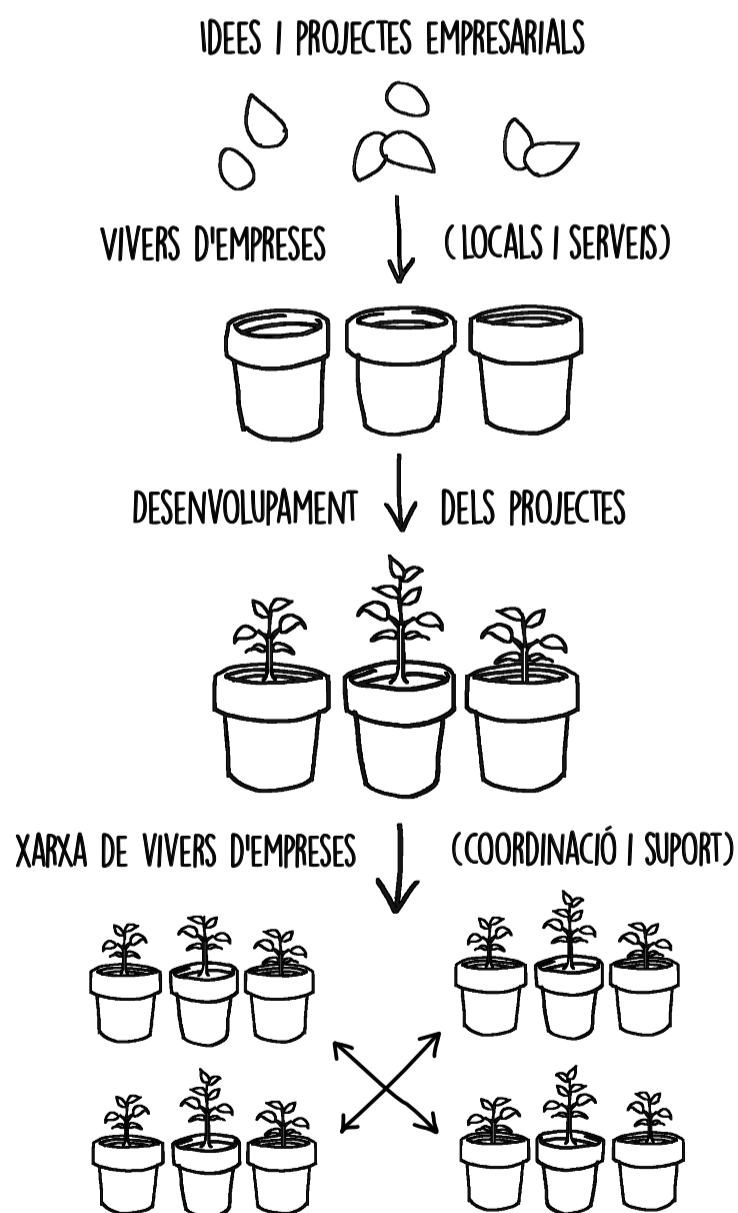 IDEES I PROJECTES EMPRESARIALS
VIVERS D'EMPRESES (LOCALS I SERVEIS)
DESENVOLUPAMENT DELS PROJECTES
XARXA DE VIVERS D'EMPRESES (COORDINACIÓ I SUPORT)